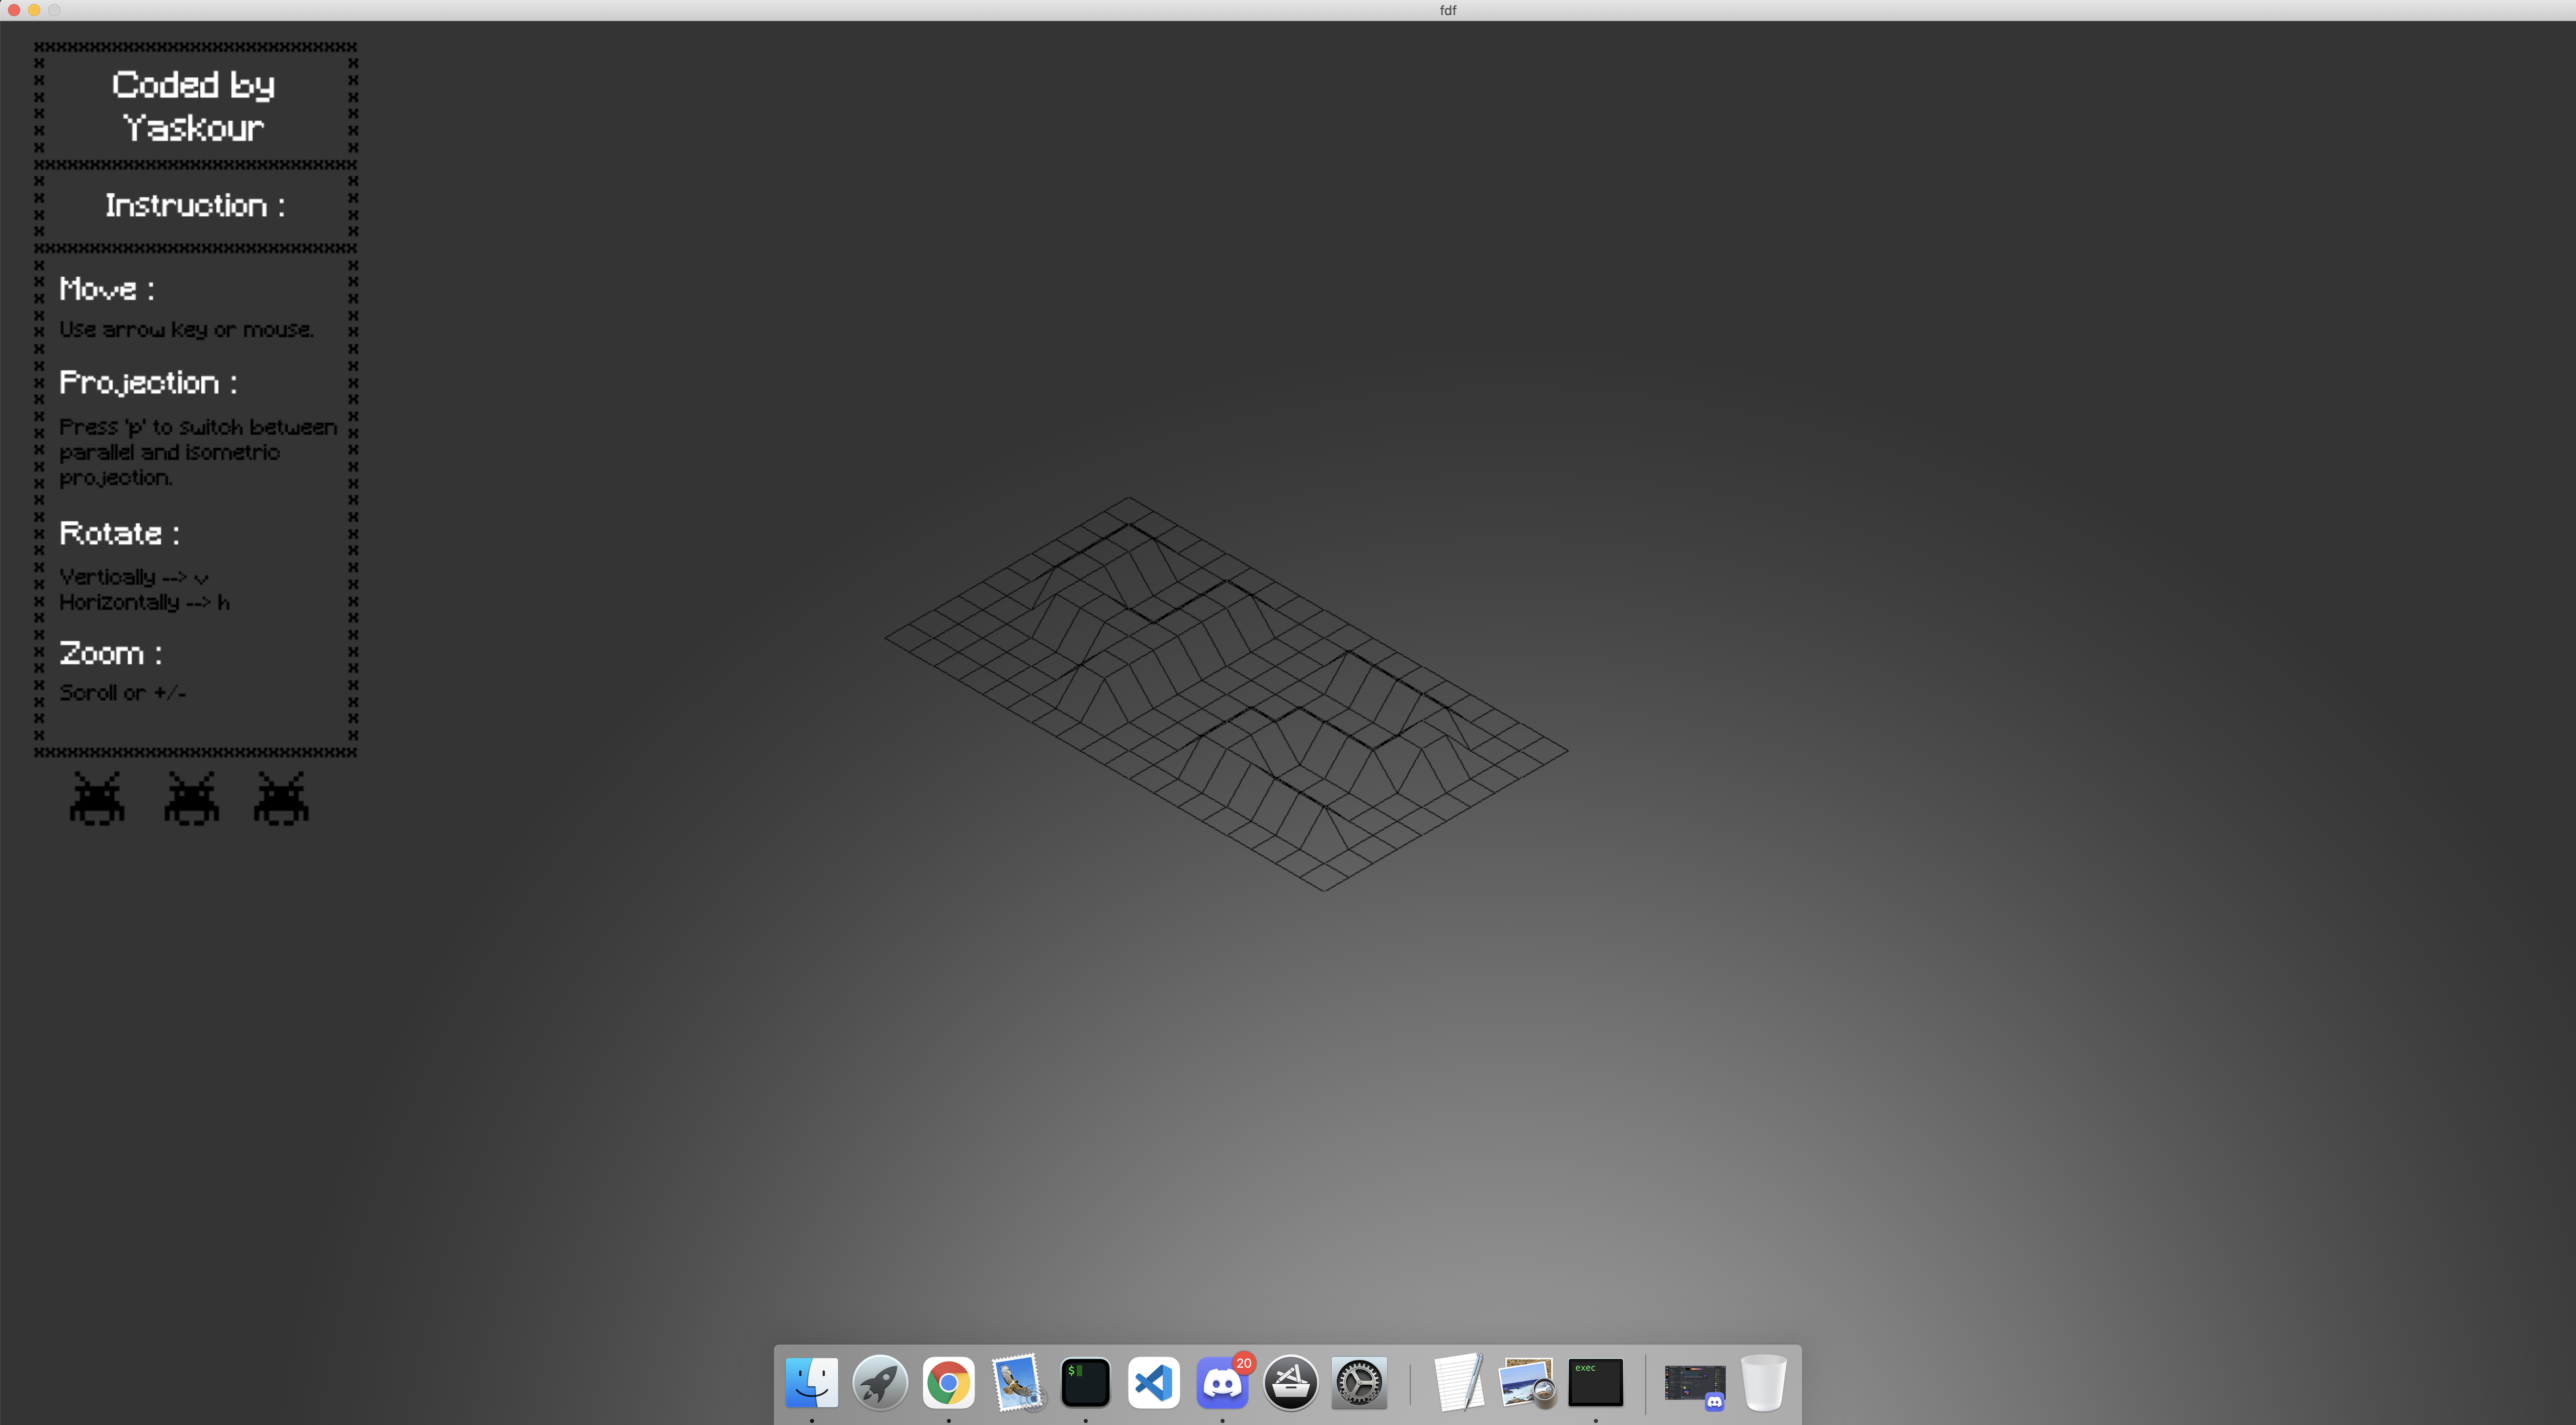 fdf
xxxxxxxxxxxxxxxxxxxxxxxxxxxxx
Coded by
Yaskour
Instruction :
Move :
Use arrow key or mouse.
Projection :
Press 'p' to switch between
parallel and isometric
projection.
Rotate :
Vertically --> v
Horizontally --> h
Zoom :
Scroll or +/-
$
20
exec